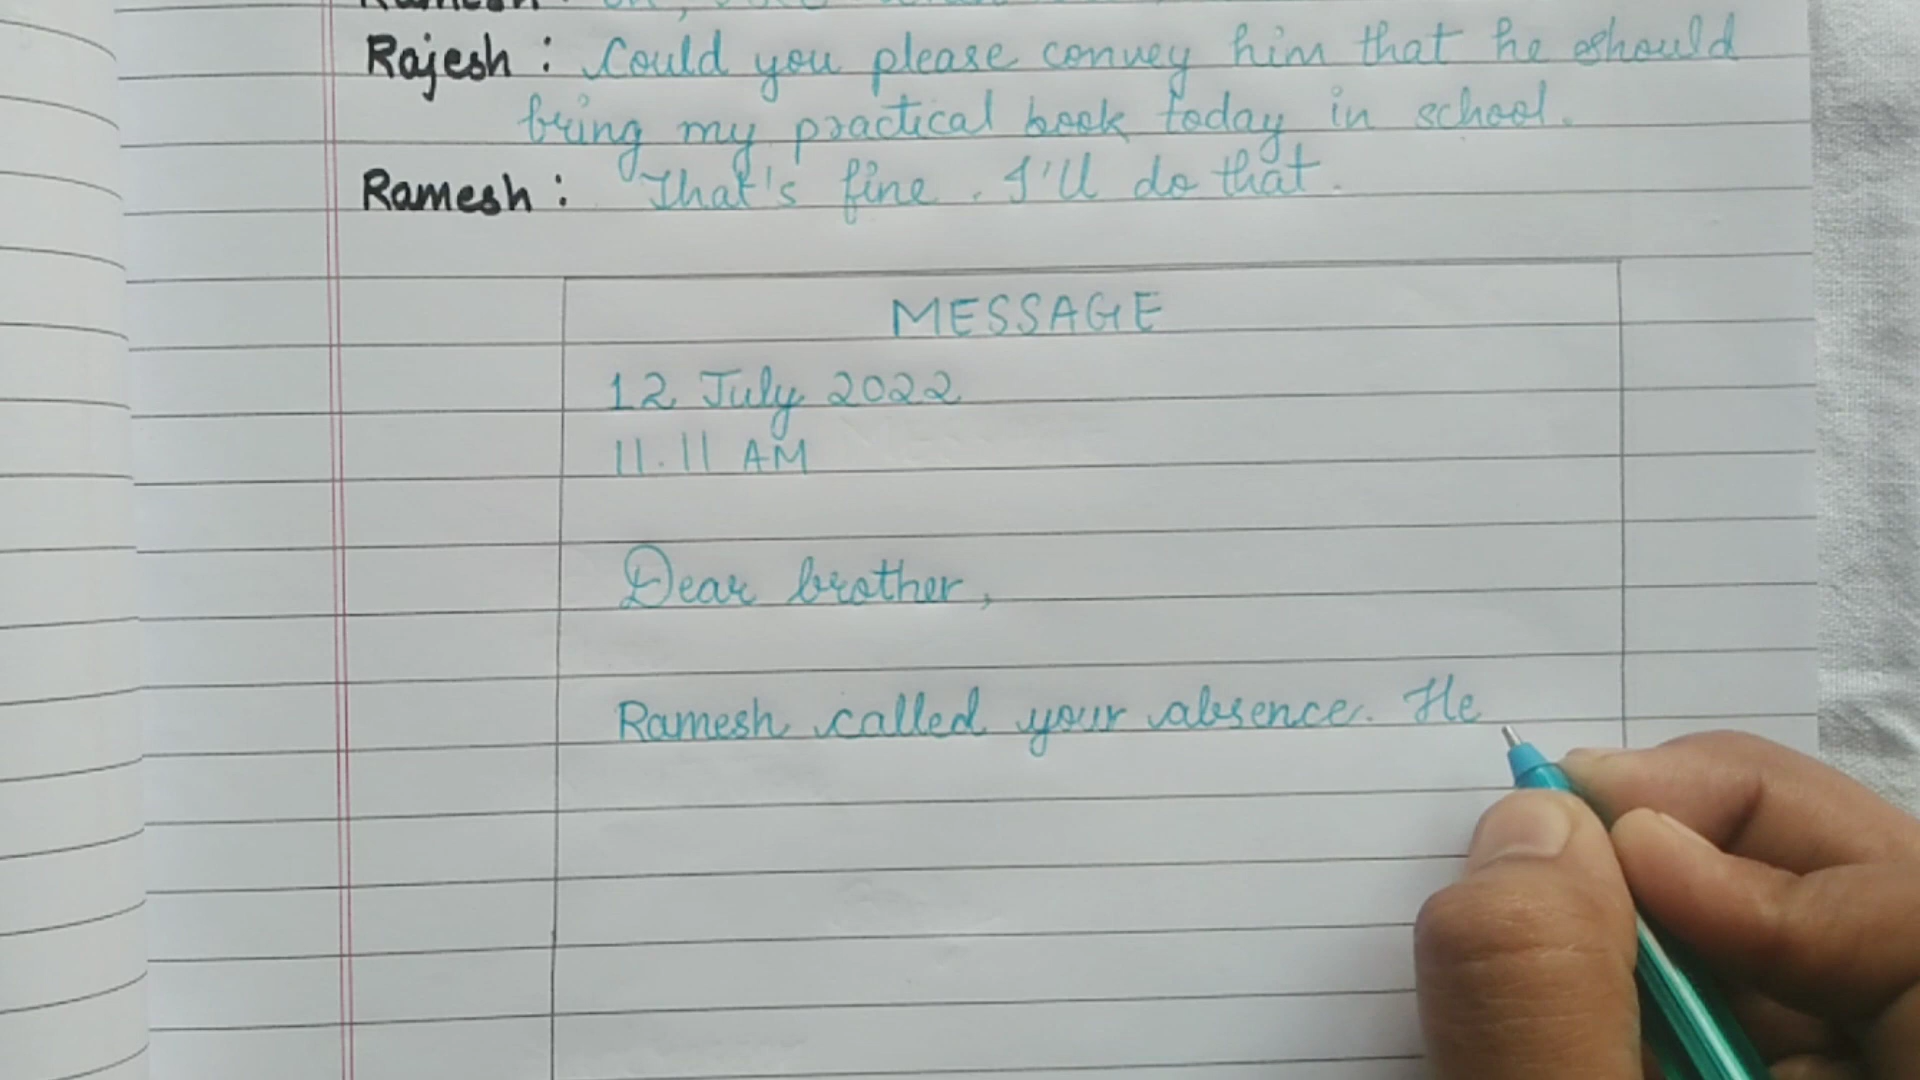 Rajesh : Could you please convey him that he should
bring my practical book today in school.
Ramesh : That's fine. I'll do that.
MESSAGE
12 July 2022
11.11 AM
Dear brother,
Ramesh called your absence. He